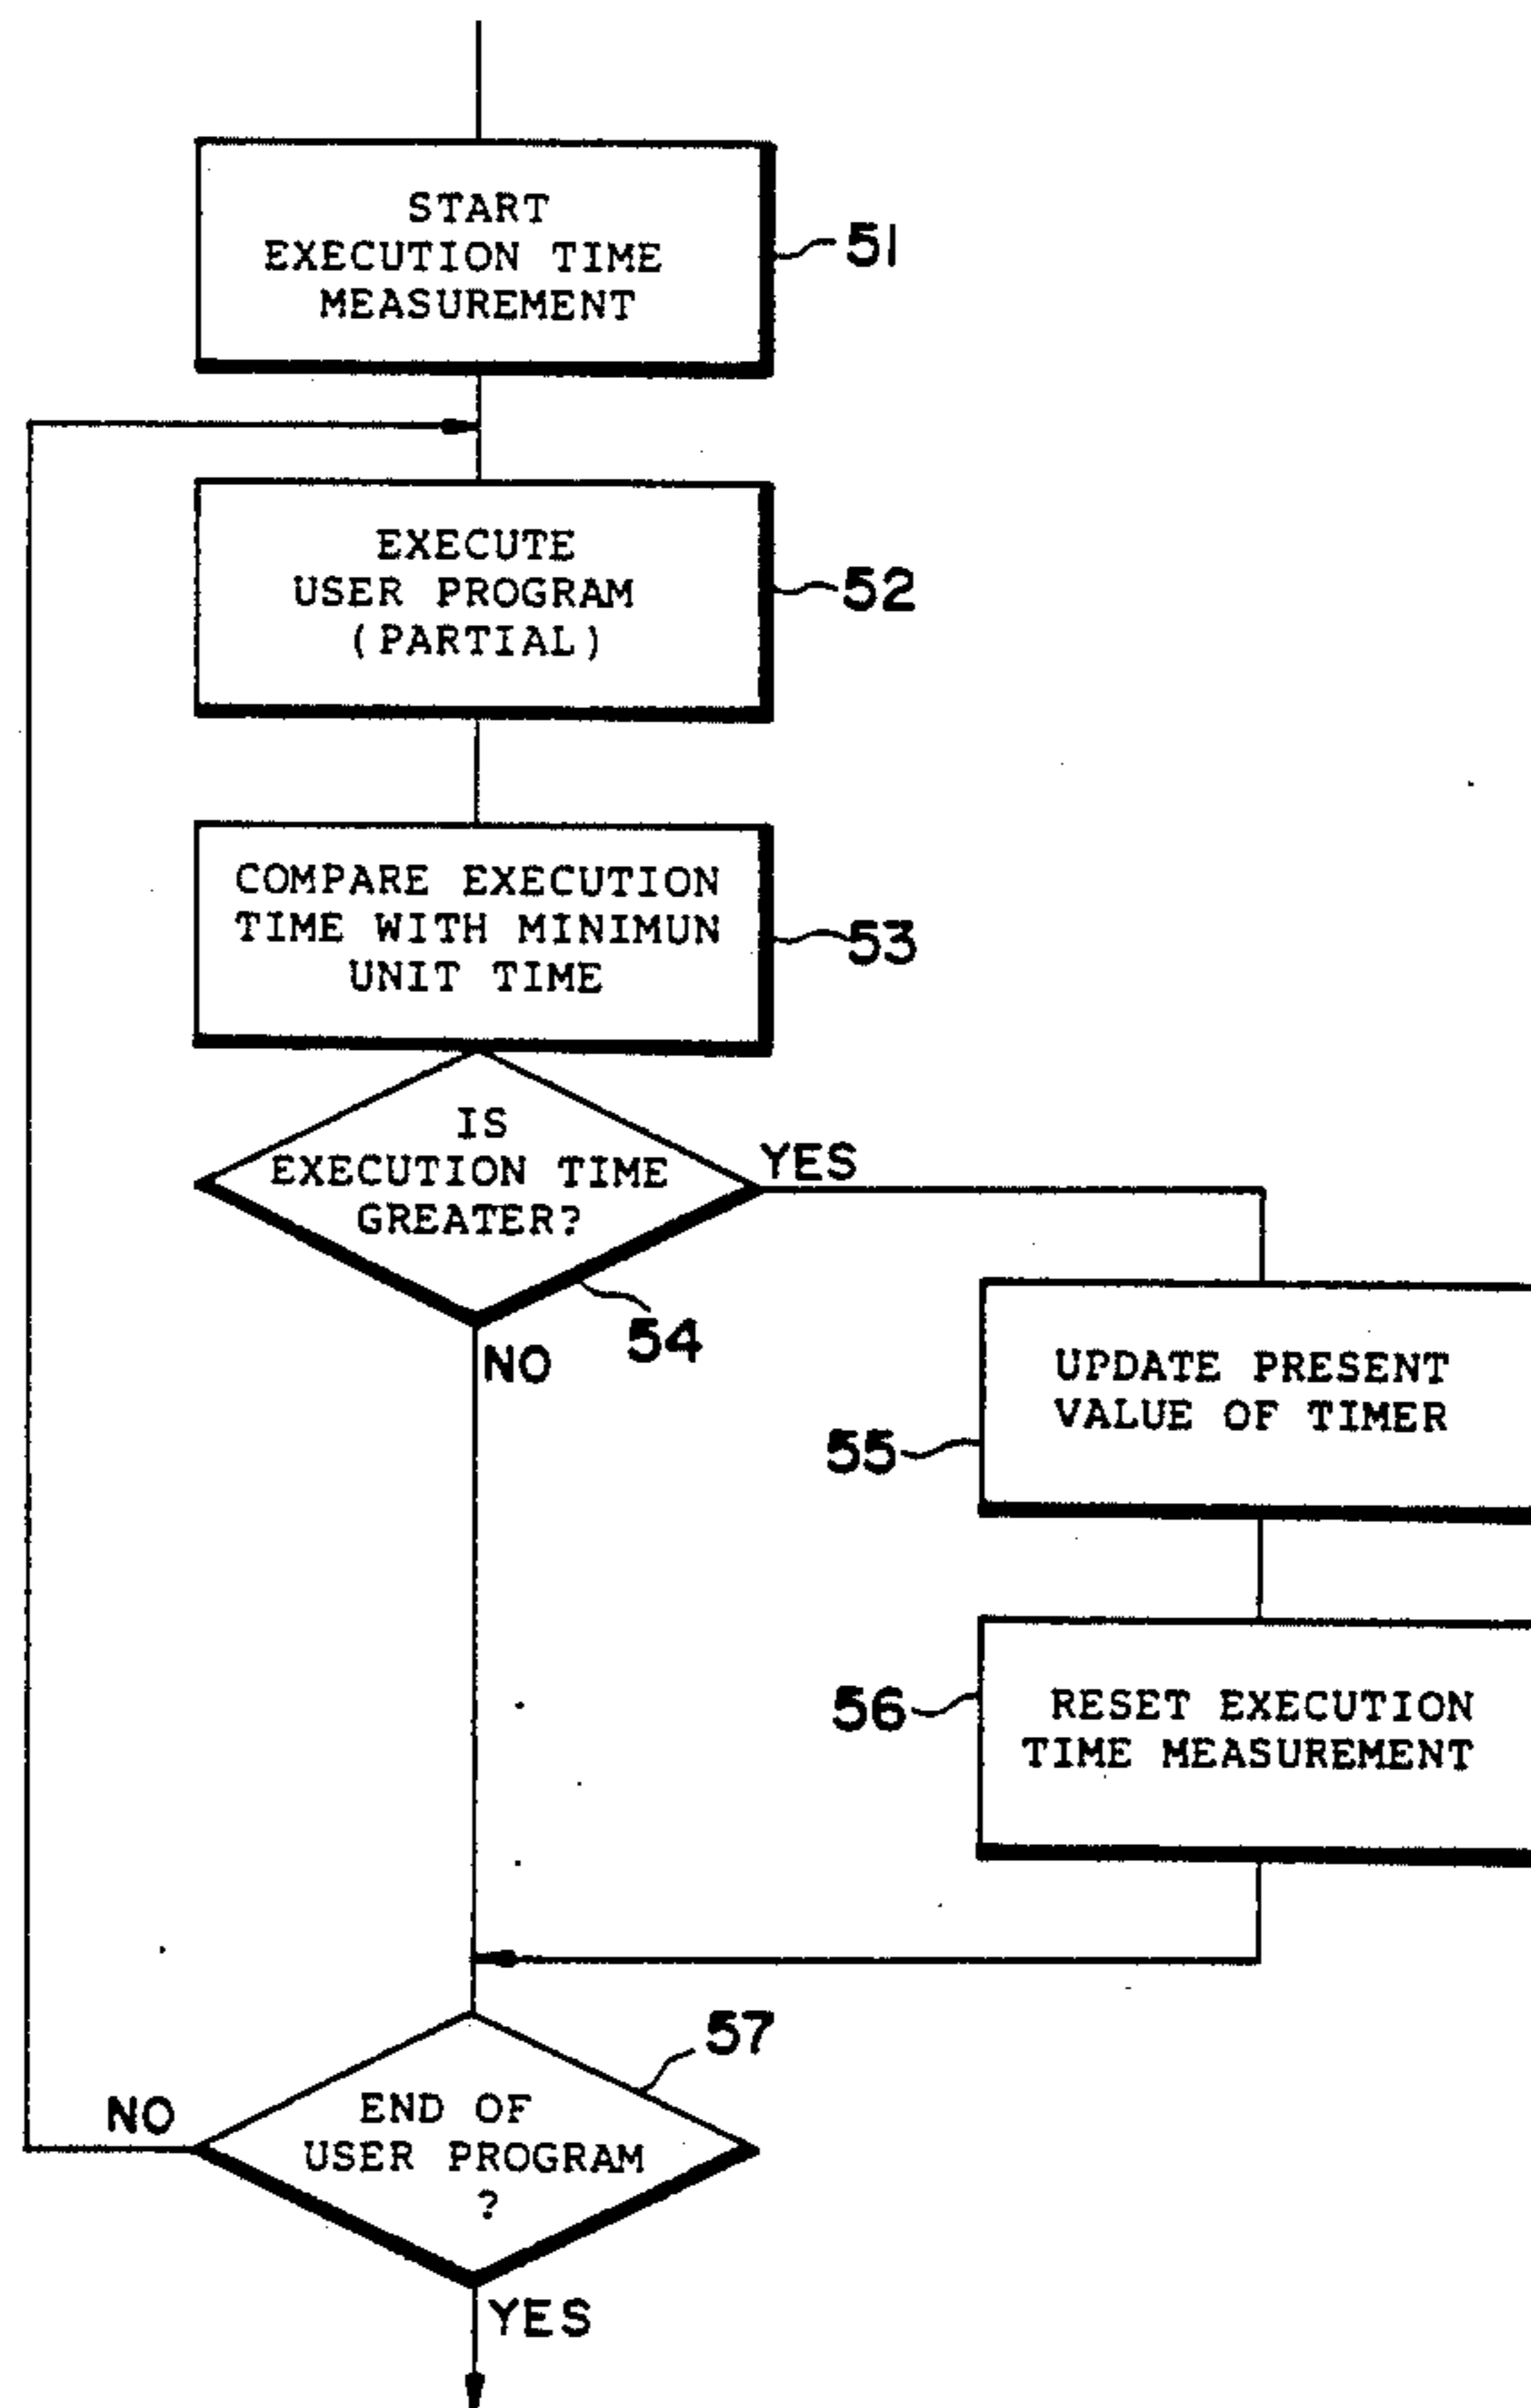 START
EXECUTION TIME
MEASUREMENT
51
EXECUTE
USER PROGRAM
(PARTIAL)
52
COMPARE EXECUTION
TIME WITH MINIMUN
UNIT TIME
53
IS
EXECUTION TIME
GREATER?
YES
54
NO
UPDATE PRESENT
VALUE OF TIMER
55
RESET EXECUTION
TIME MEASUREMENT
56
57
END OF
USER PROGRAM
?
NO
YES